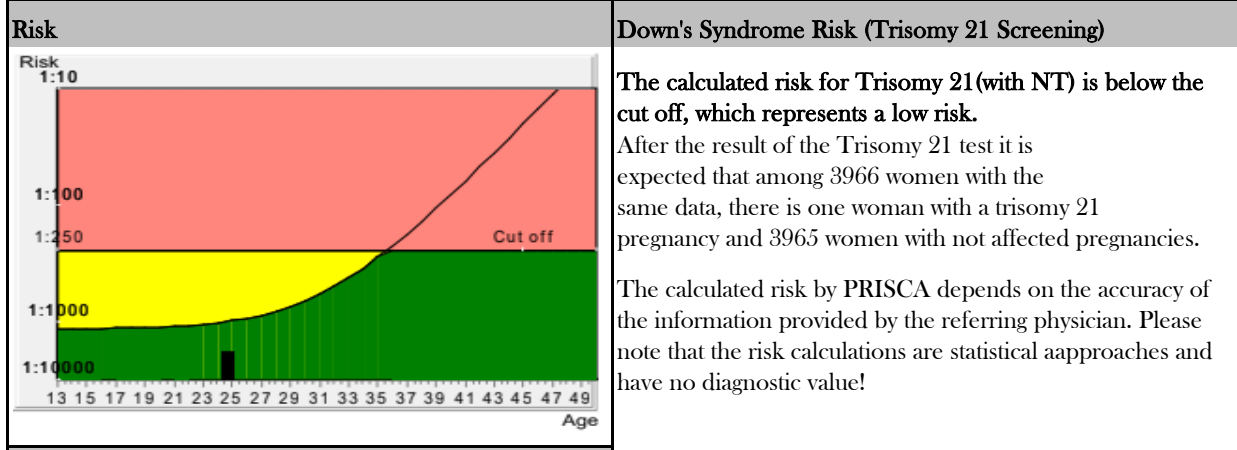 Risk
Risk
1:10
1:100
1:250
Cut off
1:1000
1:10000
13 15 17 19 21 23 25 27 29 31 33 35 37 39 41 43 45 47 49
Age
Down's Syndrome Risk (Trisomy 21 Screening)
The calculated risk for Trisomy 21(with NT) is below the
cut off, which represents a low risk.
After the result of the Trisomy 21 test it is
expected that among 3966 women with the
same data, there is one woman with a trisomy 21
pregnancy and 3965 women with not affected pregnancies.
The calculated risk by PRISCA depends on the accuracy of
the information provided by the referring physician. Please
note that the risk calculations are statistical aapproaches and
have no diagnostic value!